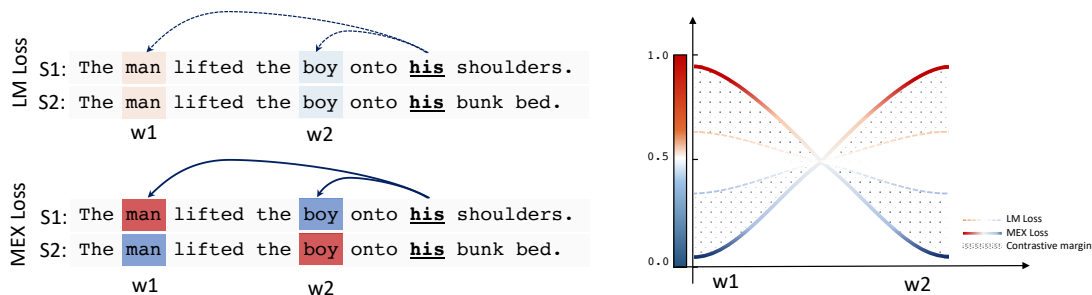 LM Loss
S1: The man lifted the boy onto his shoulders.
S2: The man lifted the boy onto his bunk bed.
w1 w2
MEX Loss
S1: The man lifted the boy onto his shoulders.
S2: The man lifted the boy onto his bunk bed.
w1 w2
1.0
0.5
0.0
w1 w2
LM Loss
MEX Loss
Contrastive margin